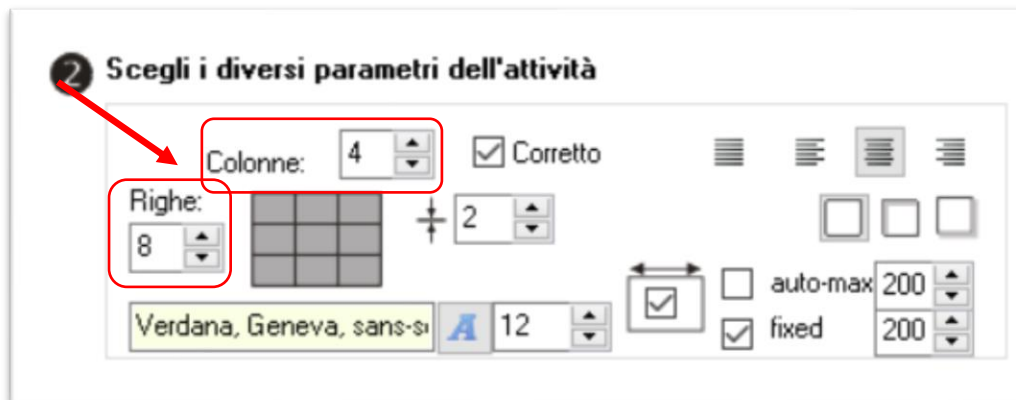 2 Scegli i diversi parametri dell'attività
Colonne: 4 Corretto
Righe:
8 2
auto-max 200
Verdana, Geneva, sans-s 12
fixed 200